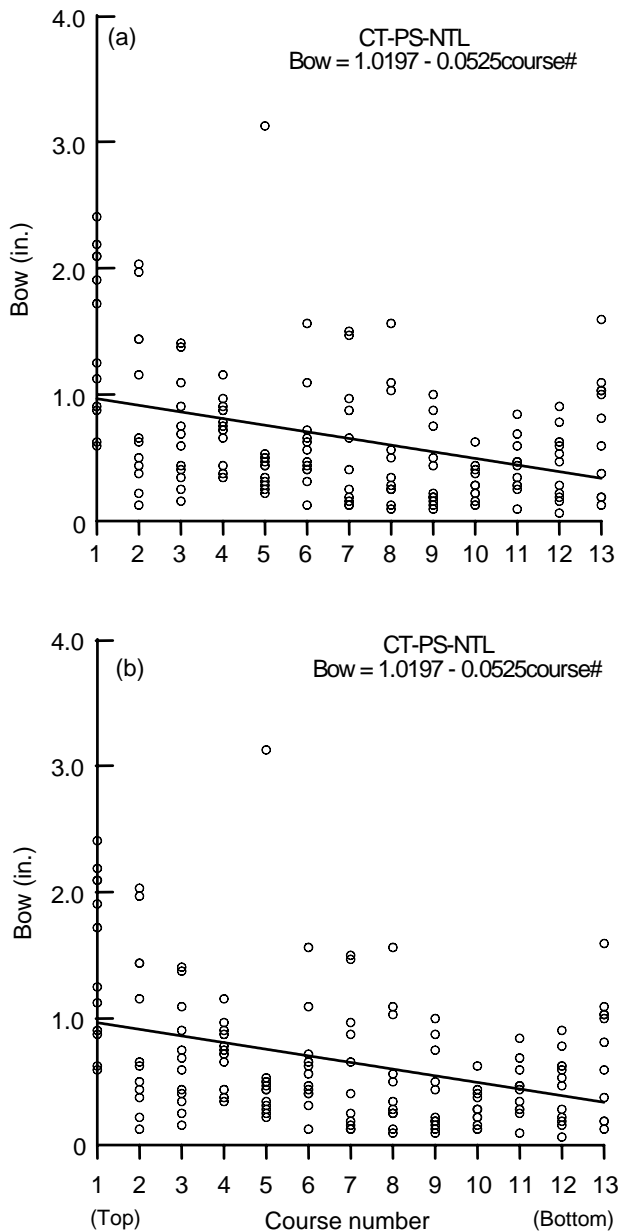 4.0
(a)
CT-PS-NTL
Bow = 1.0197 - 0.0525course#
3.0
Bow (in.)
2.0
1.0
0
1 2 3 4 5 6 7 8 9 10 11 12 13
4.0
(b)
CT-PS-NTL
Bow = 1.0197 - 0.0525course#
3.0
Bow (in.)
2.0
1.0
0
1 2 3 4 5 6 7 8 9 10 11 12 13
(Top) Course number (Bottom)